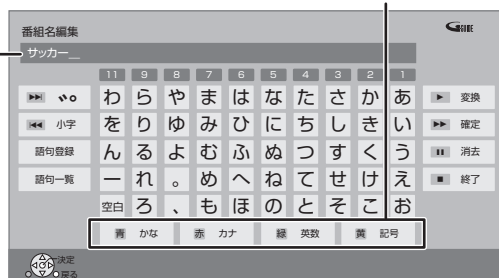 番組名編集
G GUIDE
サッカー＿
11 9 8 7 6 5 4 3 2 1
▶▶ ゛゜ わ ら や ま は な た さ か あ ▶ 変換
◀◀ 小字 を り ゆ み ひ に ち し き い ▶▶ 確定
語句登録 ん る よ む ふ ぬ つ す く う ❚❚ 消去
語句一覧 ー れ 。 め へ ね て せ け え ■ 終了
空白 ろ 、 も ほ の と そ こ お
青 かな 赤 カナ 緑 英数 黄 記号
決定
戻る